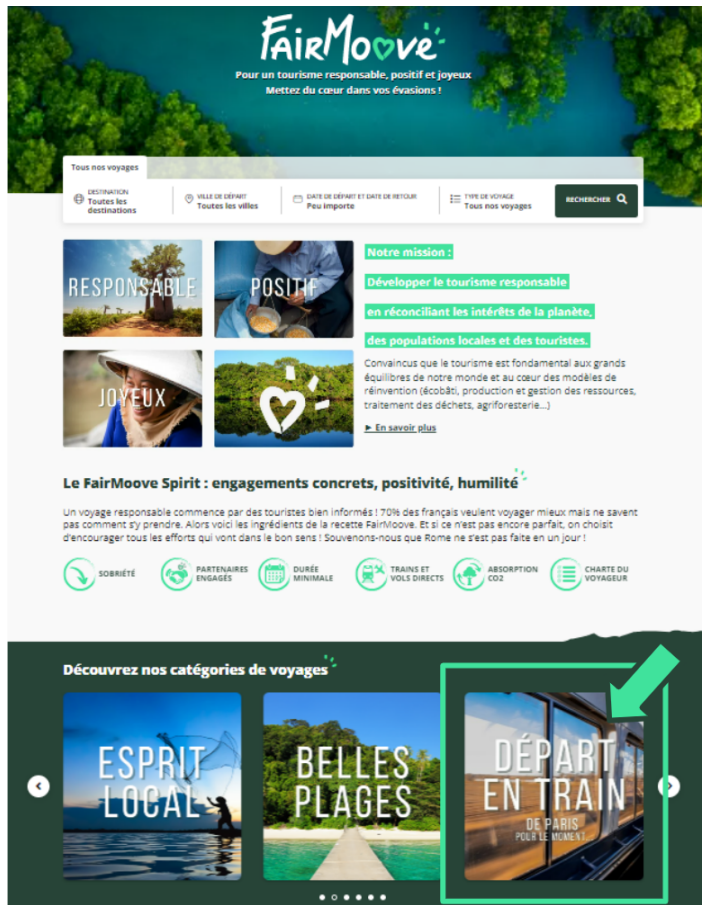 FAIRMOOVE
Pour un tourisme responsable, positif et joyeux
Mettez du cœur dans vos évasions !
Tous nos voyages
DESTINATION
Toutes les
destinations
VILLE DE DÉPART
Toutes les villes
DATE DE DÉPART ET DATE DE RETOUR
Peu importe
TYPE DE VOYAGE
Tous nos voyages
RECHERCHER
RESPONSABLE
POSITIF
JOYEUX
Notre mission :
Développer le tourisme responsable
en réconciliant les intérêts de la planète,
des populations locales et des touristes.
Convaincus que le tourisme est fondamental aux grands
équilibres de notre monde et au cœur des modèles de
réinvention (écobâti, production et gestion des ressources,
traitement des déchets, agriforesterie...)
► En savoir plus
Le FairMoove Spirit : engagements concrets, positivité, humilité
Un voyage responsable commence par des touristes bien informés ! 70% des français veulent voyager mieux mais ne savent
pas comment s'y prendre. Alors voici les ingrédients de la recette FairMoove. Et si ce n'est pas encore parfait, on choisit
d'encourager tous les efforts qui vont dans le bon sens ! Souvenons-nous que Rome ne s'est pas faite en un jour !
SOBRIÉTÉ
PARTENAIRES
ENGAGÉS
DURÉE
MINIMALE
TRAINS ET
VOLS DIRECTS
ABSORPTION
CO2
CHARTE DU
VOYAGEUR
Découvrez nos catégories de voyages
ESPRIT
LOCAL
BELLES
PLAGES
DÉPART
EN TRAIN
DE PARIS
POUR LE MOMENT...